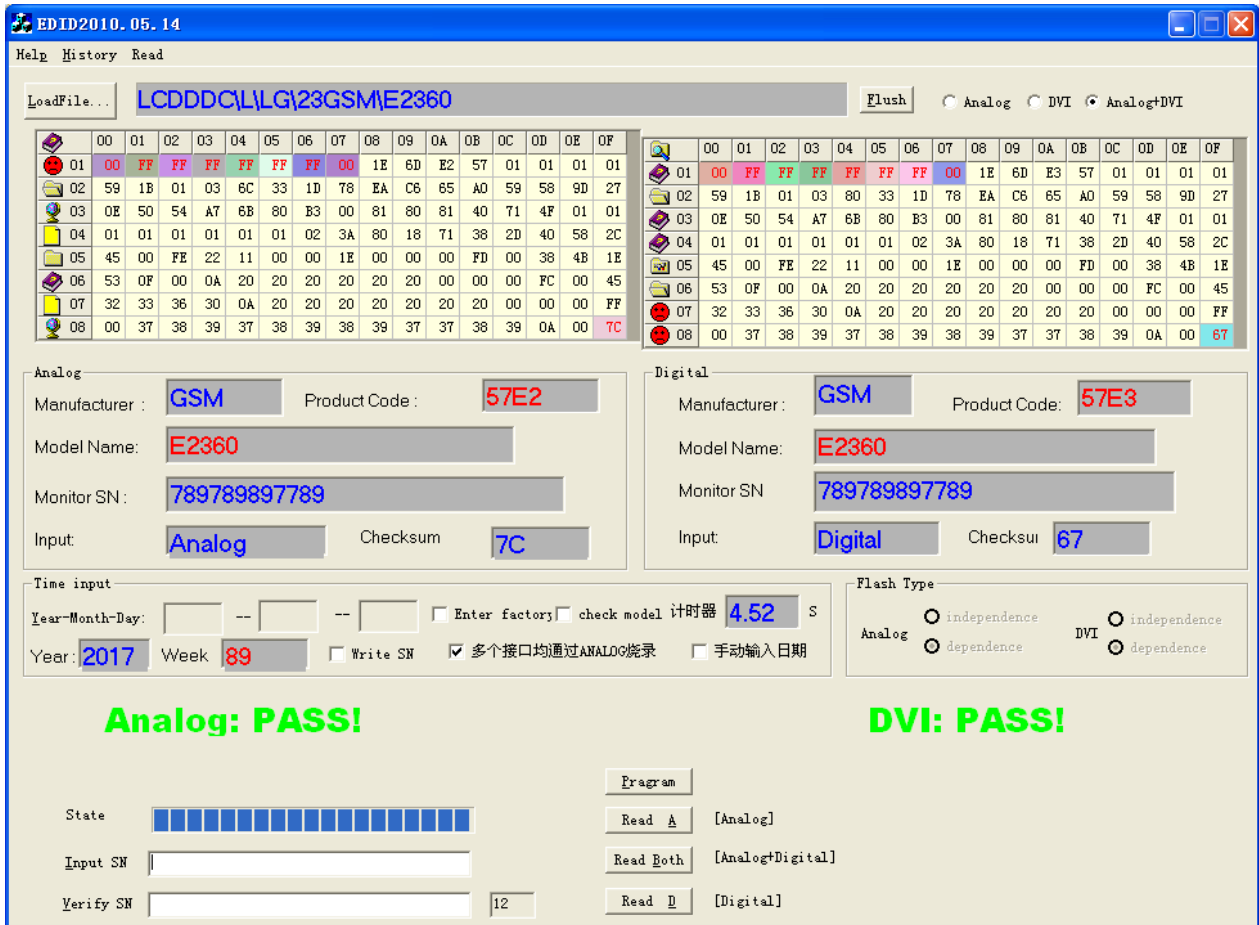 EDID2010.05.14
Help History Read
LoadFile... LCDDDC\L\LG\23GSM\E2360 Flush Analog DVI Analog+DVI
00 01 02 03 04 05 06 07 08 09 0A 0B 0C 0D 0E 0F
01 00 FF FF FF FF FF FF 00 1E 6D E2 57 01 01 01 01
02 59 1B 01 03 6C 33 1D 78 EA C6 65 A0 59 58 9D 27
03 0E 50 54 A7 6B 80 B3 00 81 80 81 40 71 4F 01 01
04 01 01 01 01 01 01 02 3A 80 18 71 38 2D 40 58 2C
05 45 00 FE 22 11 00 00 1E 00 00 00 FD 00 38 4B 1E
06 53 0F 00 0A 20 20 20 20 20 20 00 00 00 FC 00 45
07 32 33 36 30 0A 20 20 20 20 20 20 20 00 00 00 FF
08 00 37 38 39 37 38 39 38 39 37 37 38 39 0A 00 7C
00 01 02 03 04 05 06 07 08 09 0A 0B 0C 0D 0E 0F
01 00 FF FF FF FF FF FF 00 1E 6D E3 57 01 01 01 01
02 59 1B 01 03 80 33 1D 78 EA C6 65 A0 59 58 9D 27
03 0E 50 54 A7 6B 80 B3 00 81 80 81 40 71 4F 01 01
04 01 01 01 01 01 01 02 3A 80 18 71 38 2D 40 58 2C
05 45 00 FE 22 11 00 00 1E 00 00 00 FD 00 38 4B 1E
06 53 0F 00 0A 20 20 20 20 20 20 00 00 00 FC 00 45
07 32 33 36 30 0A 20 20 20 20 20 20 20 00 00 00 FF
08 00 37 38 39 37 38 39 38 39 37 37 38 39 0A 00 67
Analog
Manufacturer : GSM Product Code : 57E2
Model Name: E2360
Monitor SN : 789789897789
Input: Analog Checksum 7C
Digital
Manufacturer : GSM Product Code: 57E3
Model Name: E2360
Monitor SN 789789897789
Input: Digital Checksu 67
Time input
Year-Month-Day: -- -- Enter factory check model 计时器 4.52 S
Year: 2017 Week 89 Write SN 多个接口均通过ANALOG烧录 手动输入日期
Flash Type
Analog independence dependence
DVI independence dependence
Analog: PASS! DVI: PASS!
Pragram
State Read A [Analog]
Input SN Read Both [Analog+Digital]
Verify SN 12 Read D [Digital]